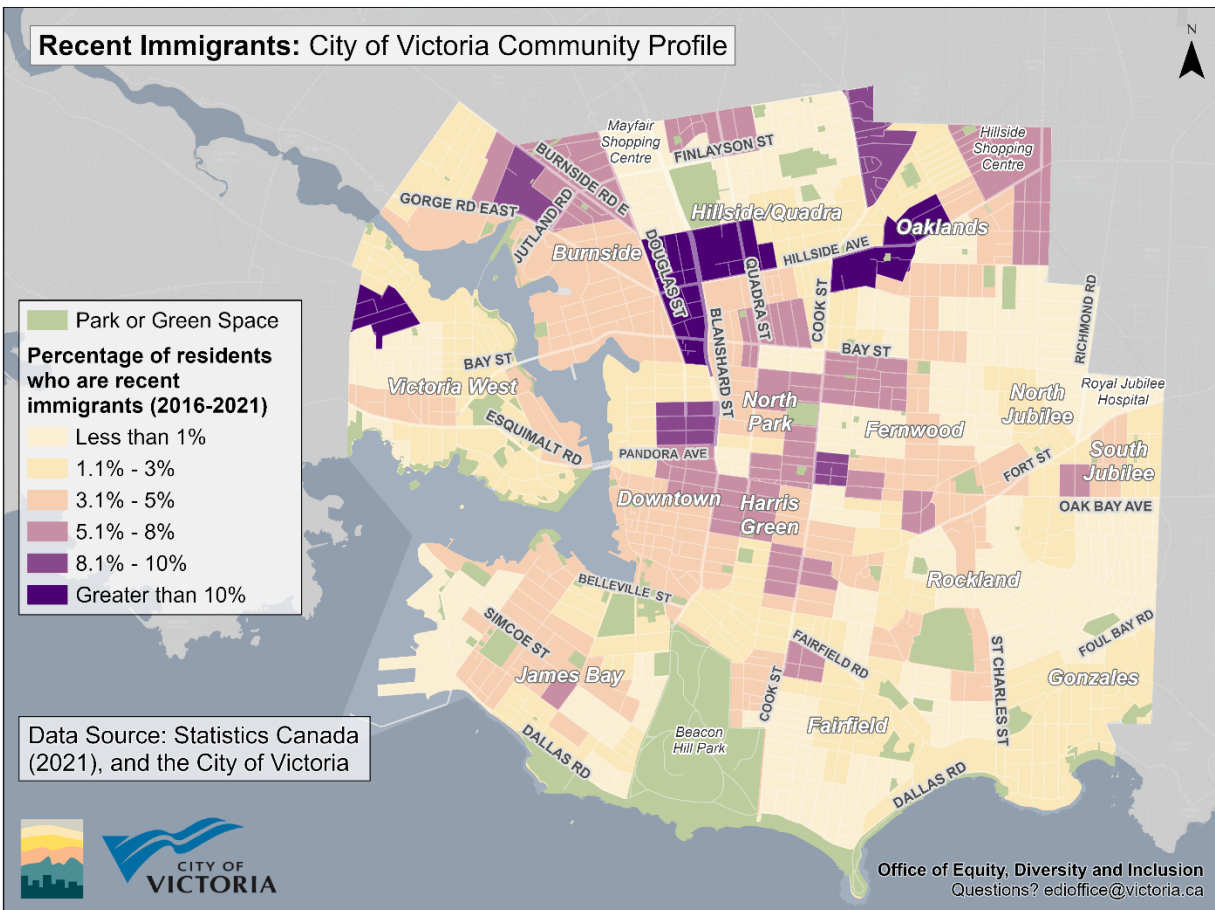 Recent Immigrants: City of Victoria Community Profile
N
Mayfair
Shopping
Centre
FINLAYSON ST
Hillside
Shopping
Centre
BURNSIDE RD E
GORGE RD EAST
JUTLAND RD
Burnside
Hillside/Quadra
Oaklands
DOUGLAS ST
HILLSIDE AVE
QUADRA ST
COOK ST
BLANSHARD ST
RICHMOND RD
Park or Green Space
Percentage of residents
who are recent
immigrants (2016-2021)
Less than 1%
1.1% - 3%
3.1% - 5%
5.1% - 8%
8.1% - 10%
Greater than 10%
BAY ST
BAY ST
Victoria West
ESQUIMALT RD
North
Park
Fernwood
North
Jubilee
Royal Jubilee
Hospital
South
Jubilee
PANDORA AVE
FORT ST
Downtown
Harris
Green
OAK BAY AVE
Rockland
BELLEVILLE ST
SIMCOE ST
James Bay
FAIRFIELD RD
COOK ST
ST CHARLES ST
FOUL BAY RD
Gonzales
Fairfield
Beacon
Hill Park
DALLAS RD
DALLAS RD
Data Source: Statistics Canada
(2021), and the City of Victoria
CITY OF
VICTORIA
Office of Equity, Diversity and Inclusion
Questions? edioffice@victoria.ca